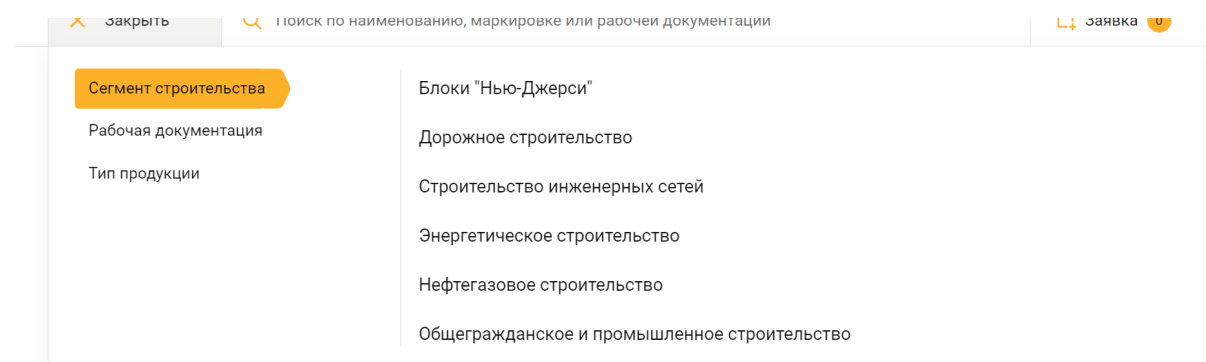 Закрыть
Поиск по наименованию, маркировке или рабочей документации
Заявка 0
Сегмент строительства
Рабочая документация
Тип продукции
Блоки "Нью-Джерси"
Дорожное строительство
Строительство инженерных сетей
Энергетическое строительство
Нефтегазовое строительство
Общегражданское и промышленное строительство